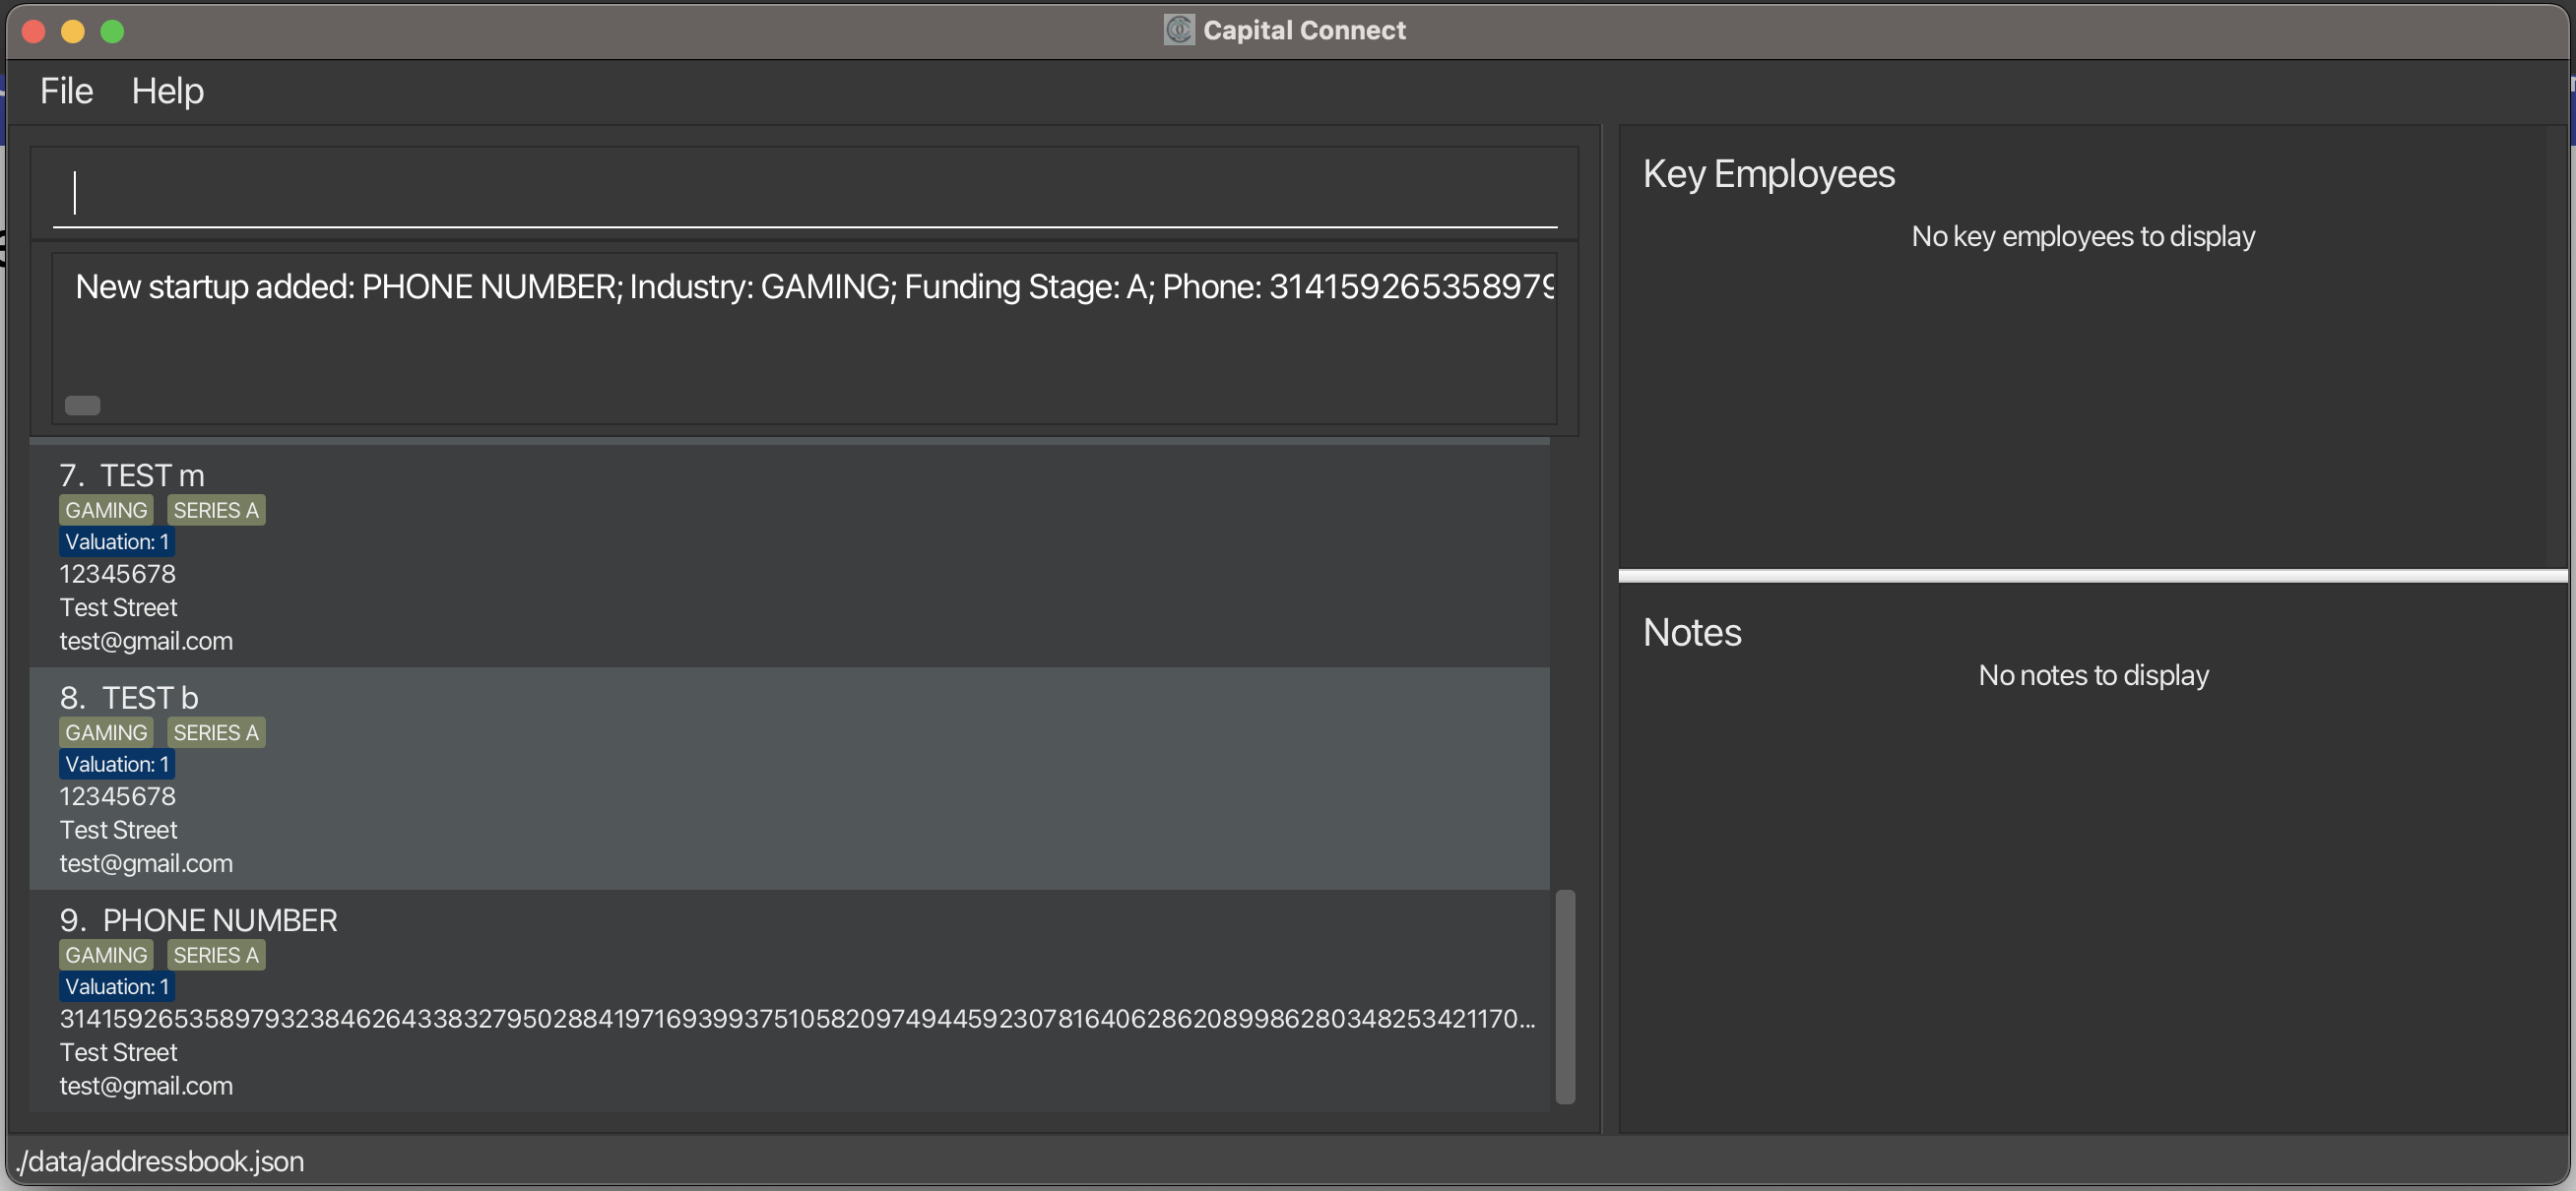 Capital Connect
File Help
New startup added: PHONE NUMBER; Industry: GAMING; Funding Stage: A; Phone: 314159265358979
7. TEST m
GAMING SERIES A
Valuation: 1
12345678
Test Street
test@gmail.com
8. TEST b
GAMING SERIES A
Valuation: 1
12345678
Test Street
test@gmail.com
9. PHONE NUMBER
GAMING SERIES A
Valuation: 1
31415926535897932384626433832795028841971693993751058209749445923078164062862089986280348253421170...
Test Street
test@gmail.com
Key Employees
No key employees to display
Notes
No notes to display
./data/addressbook.json